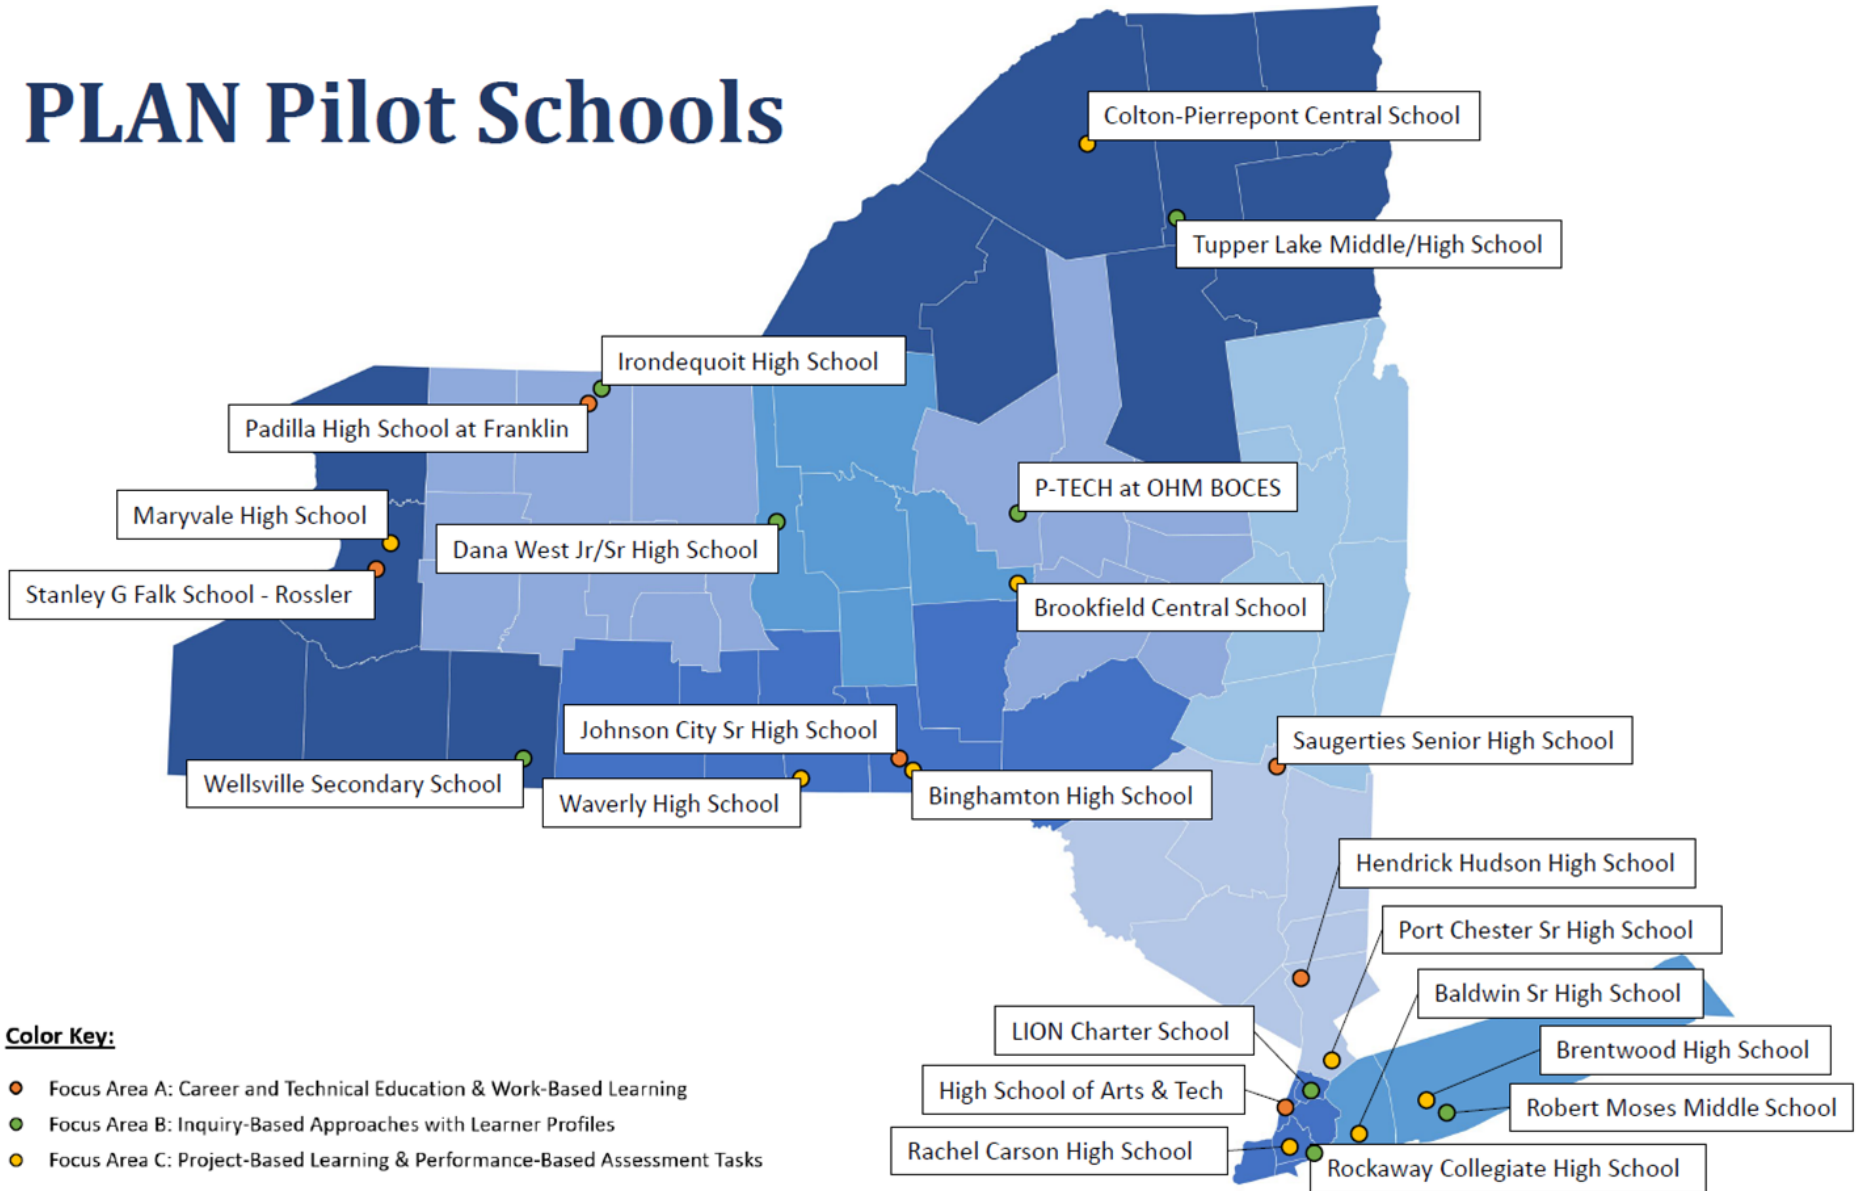 PLAN Pilot Schools
Colton-Pierrepont Central School
Tupper Lake Middle/High School
Irondequoit High School
Padilla High School at Franklin
P-TECH at OHM BOCES
Maryvale High School
Dana West Jr/Sr High School
Stanley G Falk School - Rossler
Brookfield Central School
Johnson City Sr High School
Saugerties Senior High School
Wellsville Secondary School
Waverly High School
Binghamton High School
Hendrick Hudson High School
Port Chester Sr High School
Baldwin Sr High School
LION Charter School
Brentwood High School
High School of Arts & Tech
Robert Moses Middle School
Rachel Carson High School
Rockaway Collegiate High School
Color Key:
Focus Area A: Career and Technical Education & Work-Based Learning
Focus Area B: Inquiry-Based Approaches with Learner Profiles
Focus Area C: Project-Based Learning & Performance-Based Assessment Tasks